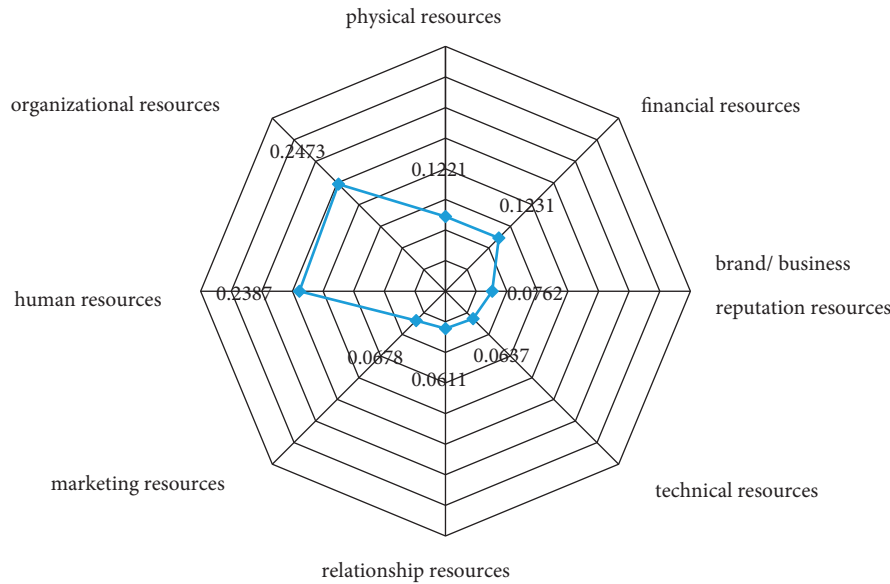 physical resources
organizational resources
financial resources
0.2473
0.1221
0.1231
brand/ business
reputation resources
human resources
0.2387
0.0762
0.0678
0.0637
0.0611
marketing resources
technical resources
relationship resources